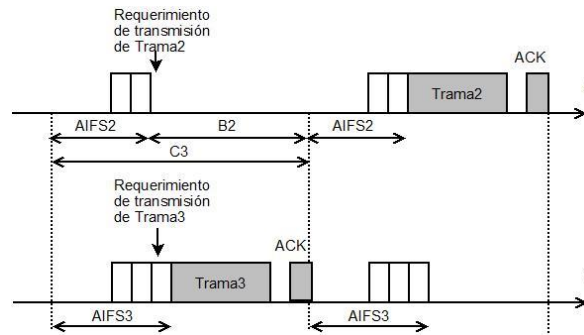 Requerimiento
de transmisión
de Trama2
ACK
Trama2
AIFS2
B2
AIFS2
C3
Requerimiento
de transmisión
de Trama3
ACK
Trama3
AIFS3
AIFS3